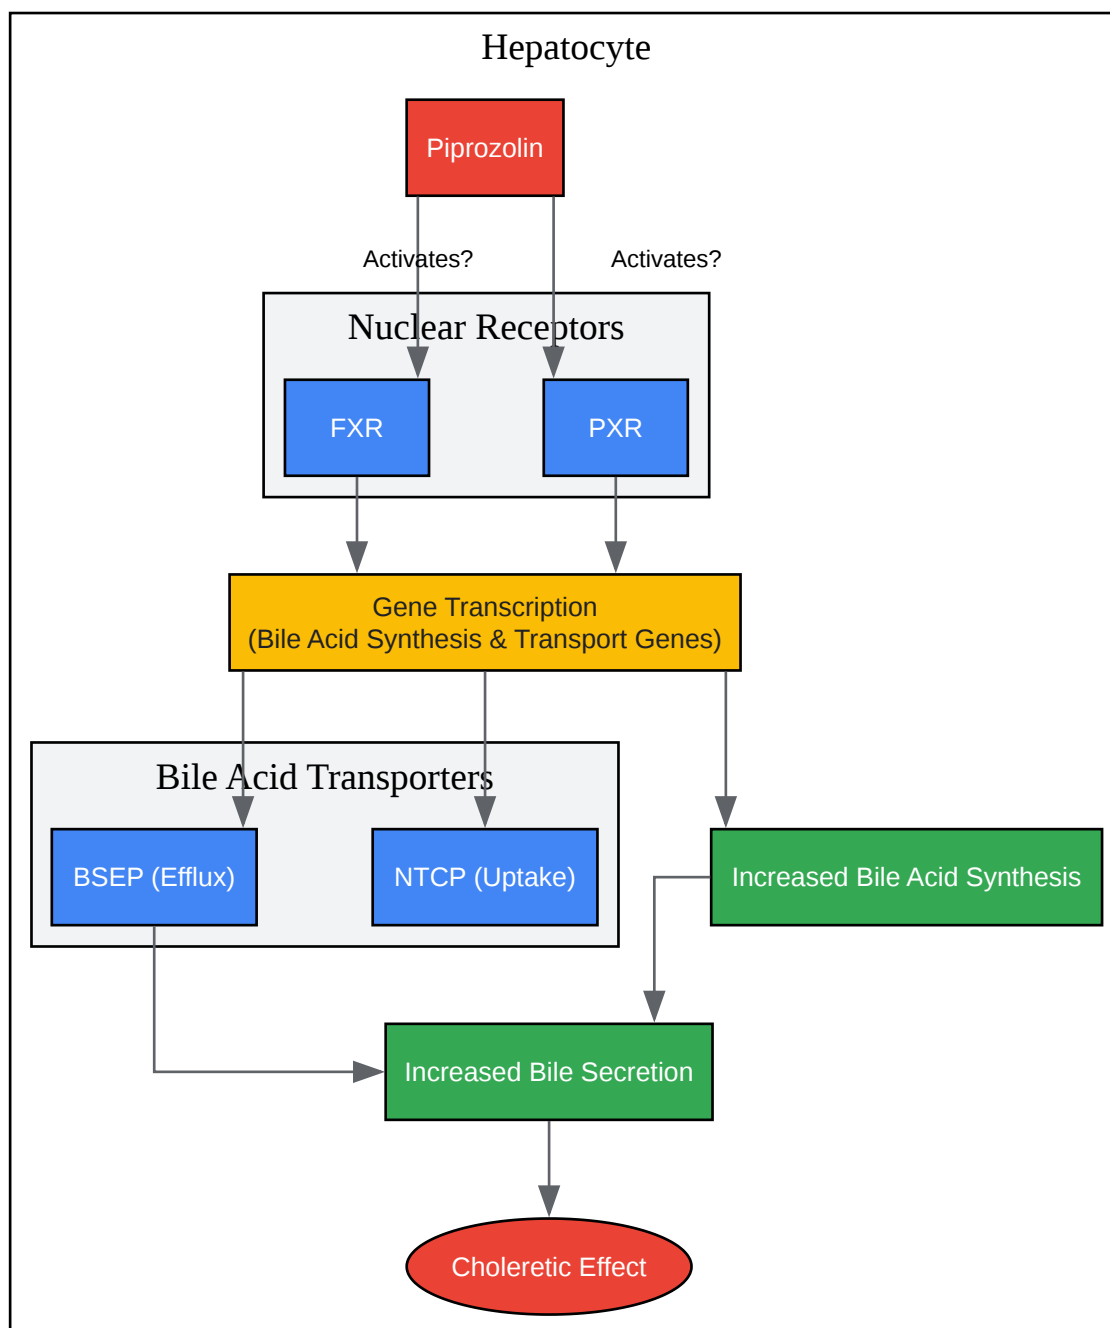 Hepatocyte
Piprozolin
Activates?
Activates?
Nuclear Receptors
FXR
PXR
Gene Transcription
(Bile Acid Synthesis & Transport Genes)
Bile Acid Transporters
BSEP (Efflux)
NTCP (Uptake)
Increased Bile Acid Synthesis
Increased Bile Secretion
Choleretic Effect